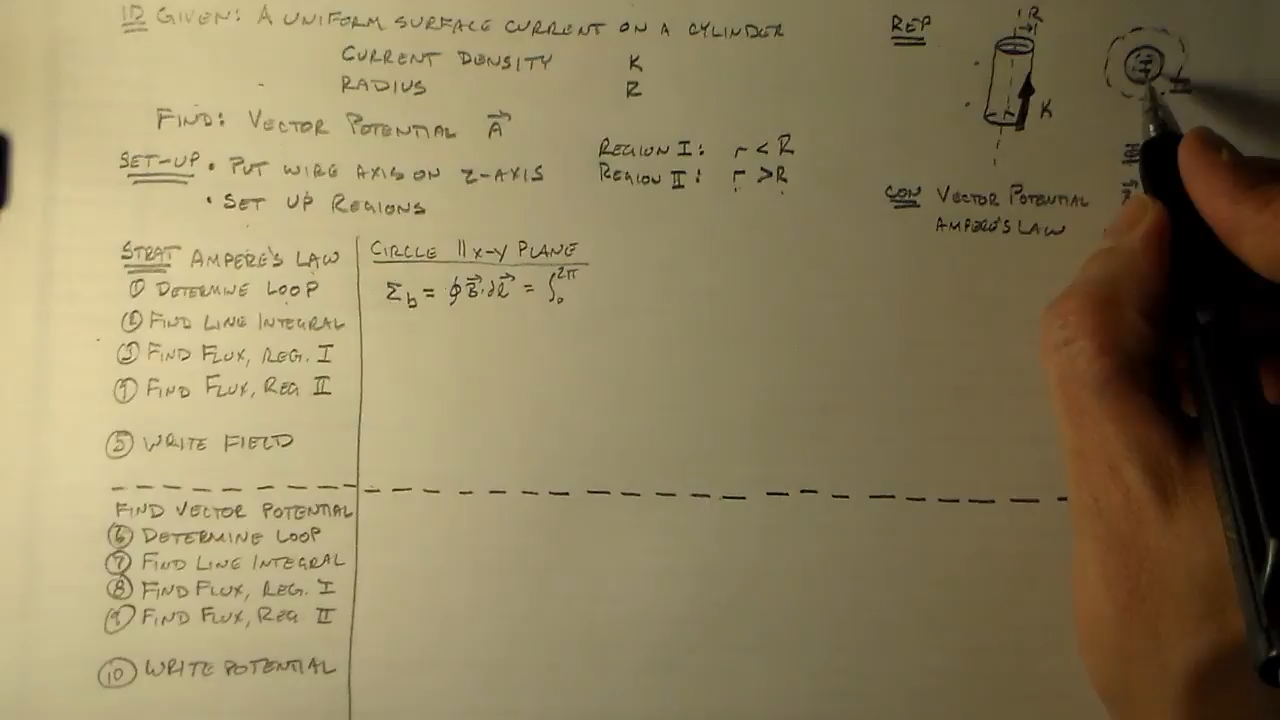 ID GIVEN: A UNIFORM SURFACE CURRENT ON A CYLINDER
CURRENT DENSITY K
RADIUS R
FIND: VECTOR POTENTIAL A⃗
SET-UP • PUT WIRE AXIS ON Z-AXIS
• SET UP REGIONS
REGION I: r < R
REGION II: r > R
REP
R
K
I
II
CON VECTOR POTENTIAL
AMPERE'S LAW
STRAT AMPERE'S LAW
① DETERMINE LOOP
② FIND LINE INTEGRAL
③ FIND FLUX, REG. I
④ FIND FLUX, REG II
⑤ WRITE FIELD
CIRCLE || x-y PLANE
Σb = ∮B⃗·dℓ⃗ = ∫₀^2π
FIND VECTOR POTENTIAL
⑥ DETERMINE LOOP
⑦ FIND LINE INTEGRAL
⑧ FIND FLUX, REG. I
⑨ FIND FLUX, REG II
⑩ WRITE POTENTIAL